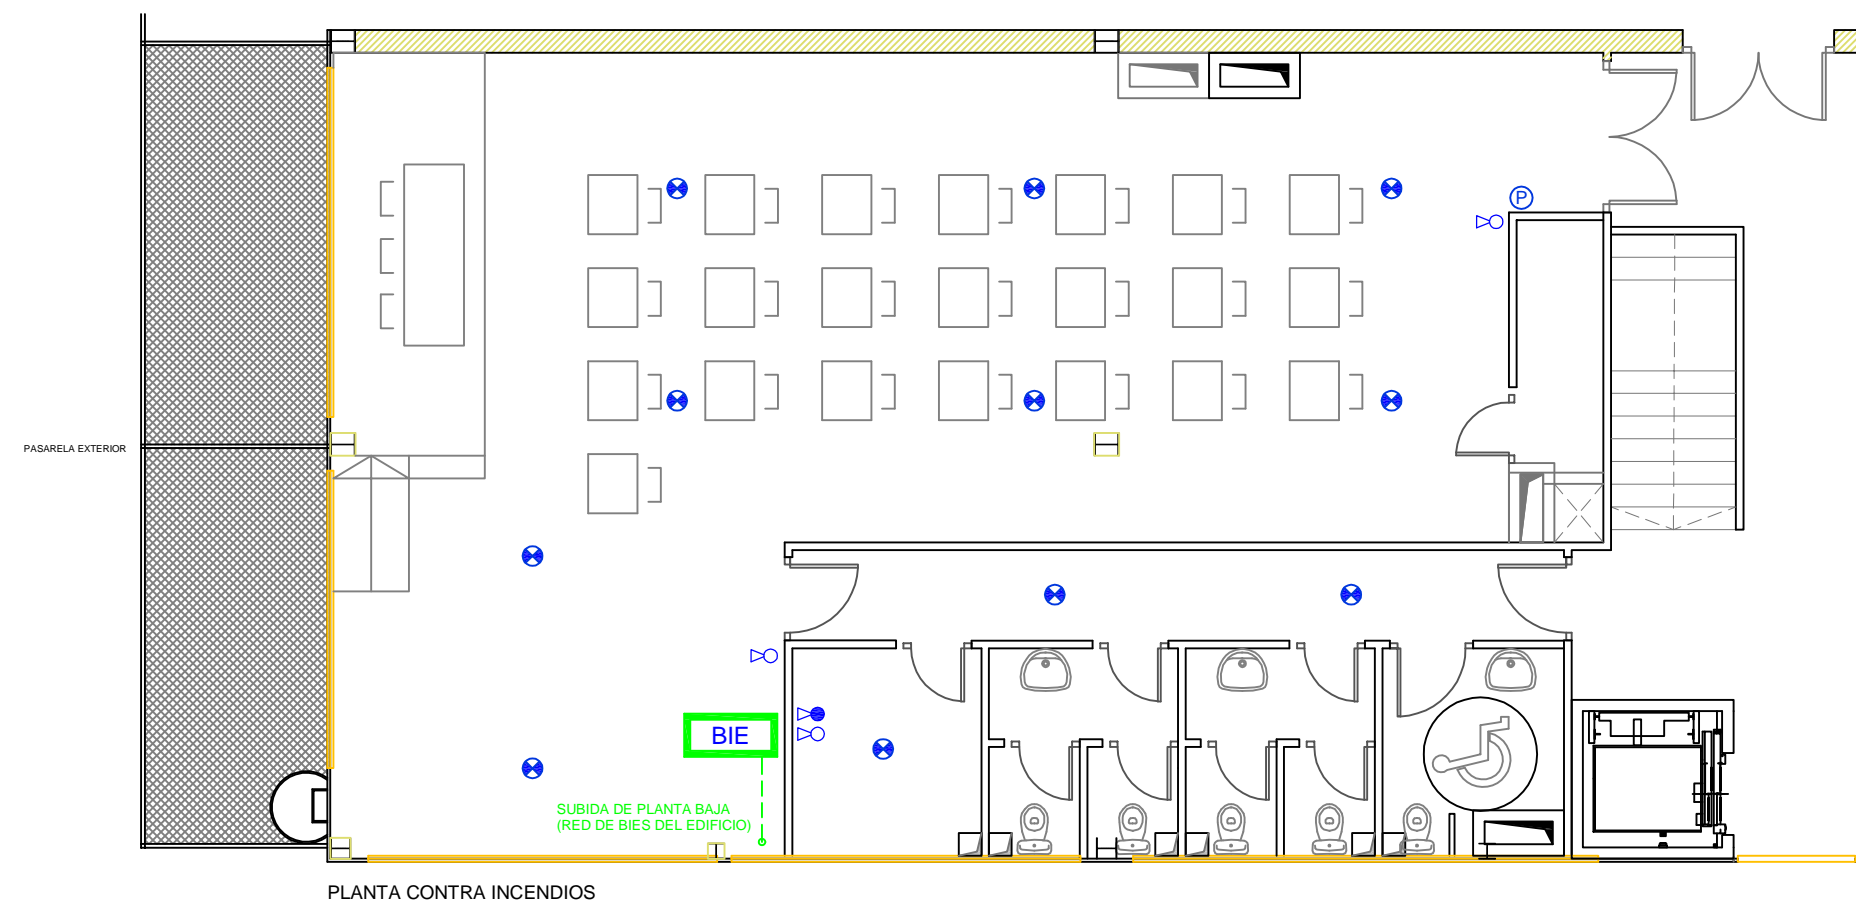 P
PASARELA EXTERIOR
BIE
SUBIDA DE PLANTA BAJA
(RED DE BIES DEL EDIFICIO)
PLANTA CONTRA INCENDIOS